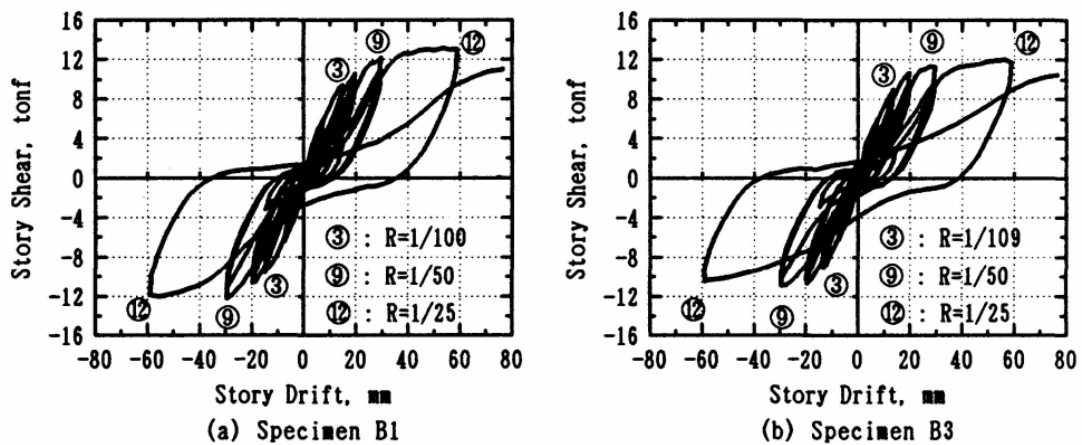 16
12
8
4
0
-4
-8
-12
-16
-80 -60 -40 -20 0 20 40 60 80
Story Shear, tonf
Story Drift, mm
③
⑨
⑫
③ : R=1/100
⑨ : R=1/50
⑫ : R=1/25
③
⑨
⑫
(a) Specimen B1
16
12
8
4
0
-4
-8
-12
-16
-80 -60 -40 -20 0 20 40 60 80
Story Shear, tonf
Story Drift, mm
③
⑨
⑫
③ : R=1/109
⑨ : R=1/50
⑫ : R=1/25
③
⑨
⑫
(b) Specimen B3